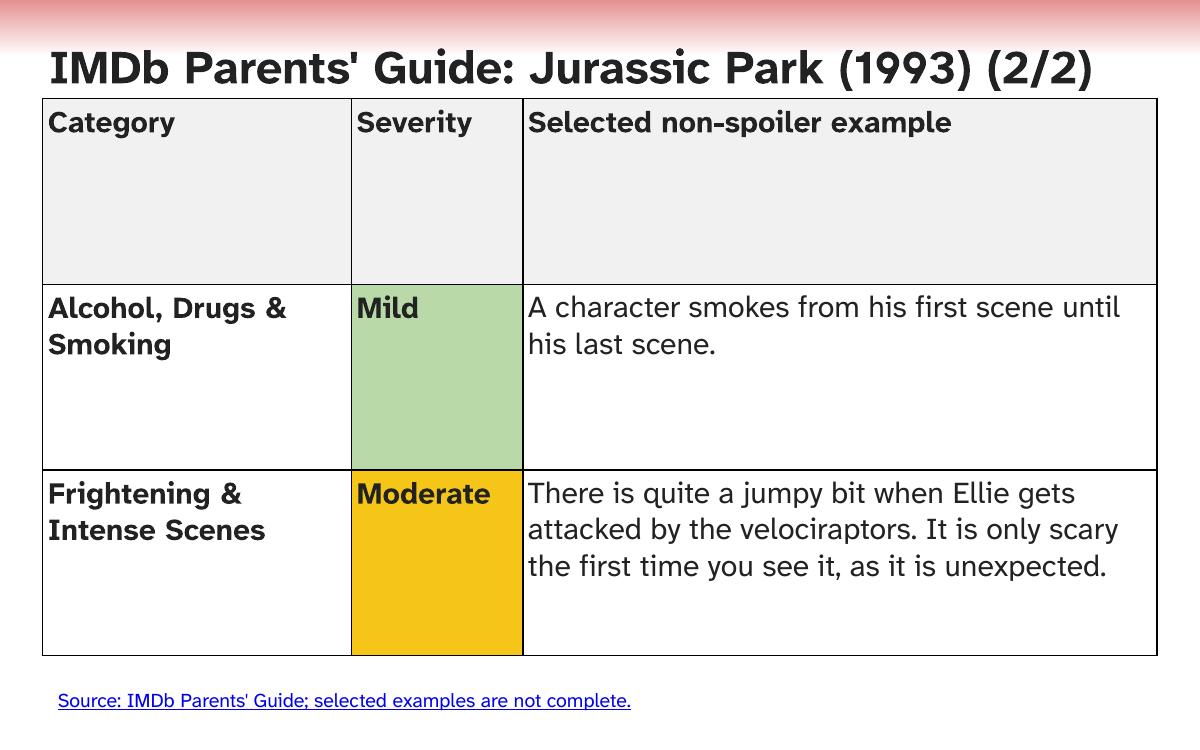 IMDb Parents' Guide: Jurassic Park (1993) (2/2)
Category
Severity
Selected non-spoiler example
Alcohol, Drugs &
Smoking
Mild
A character smokes from his first scene until
his last scene.
Frightening &
Intense Scenes
Moderate
There is quite a jumpy bit when Ellie gets
attacked by the velociraptors. It is only scary
the first time you see it, as it is unexpected.
Source: IMDb Parents' Guide; selected examples are not complete.